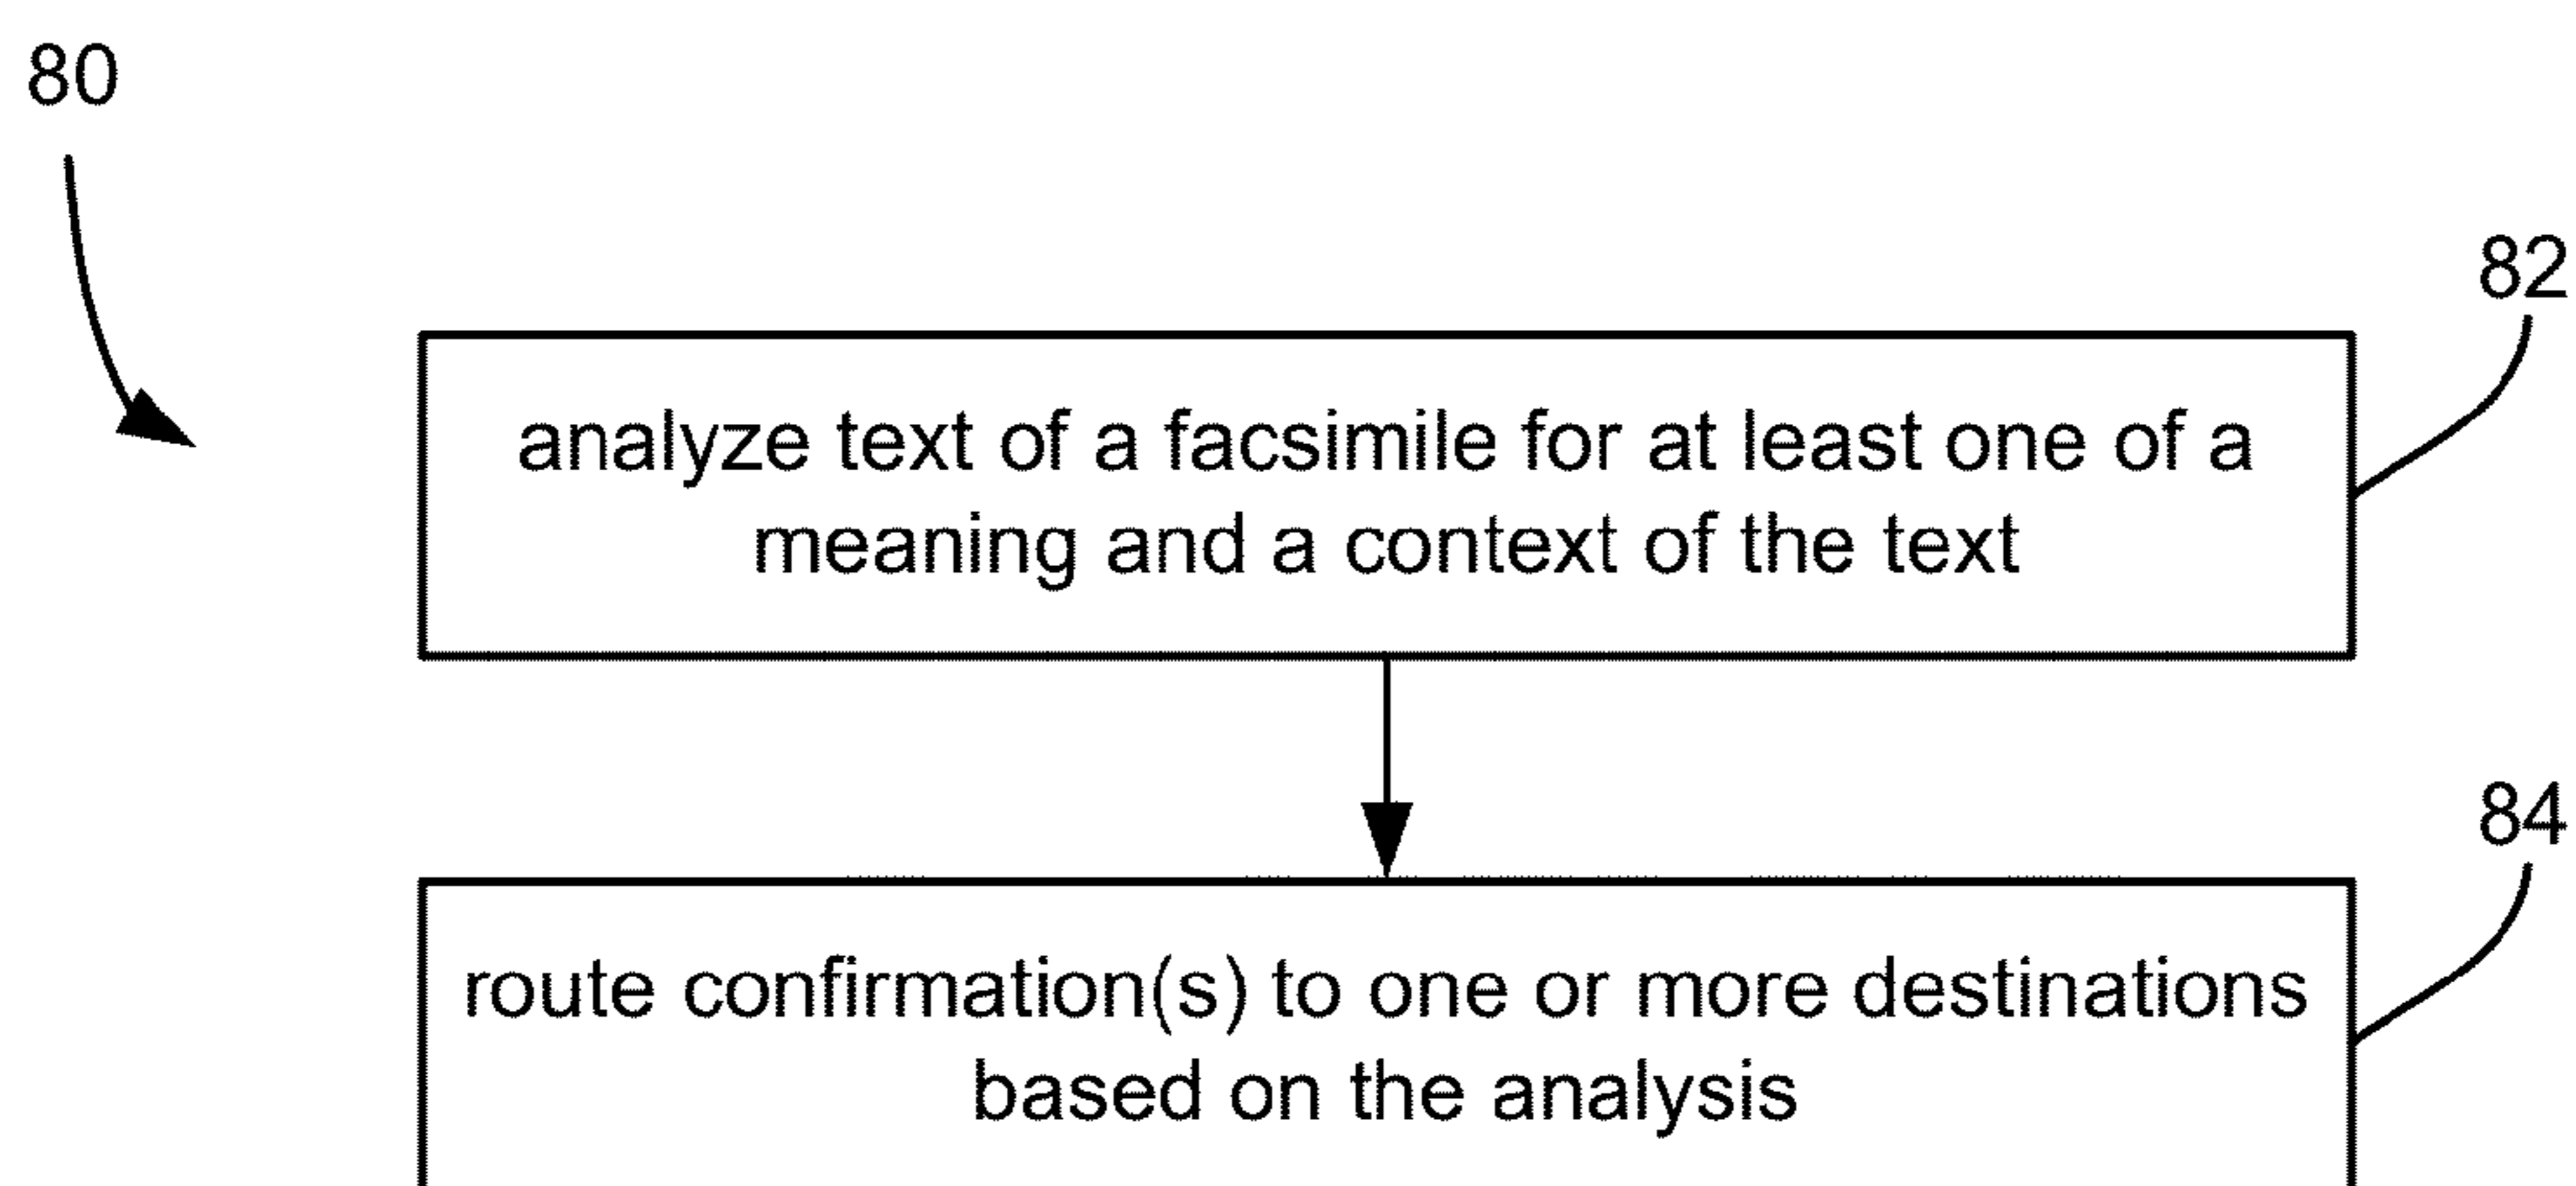 80
82
analyze text of a facsimile for at least one of a
meaning and a context of the text
84
route confirmation(s) to one or more destinations
based on the analysis